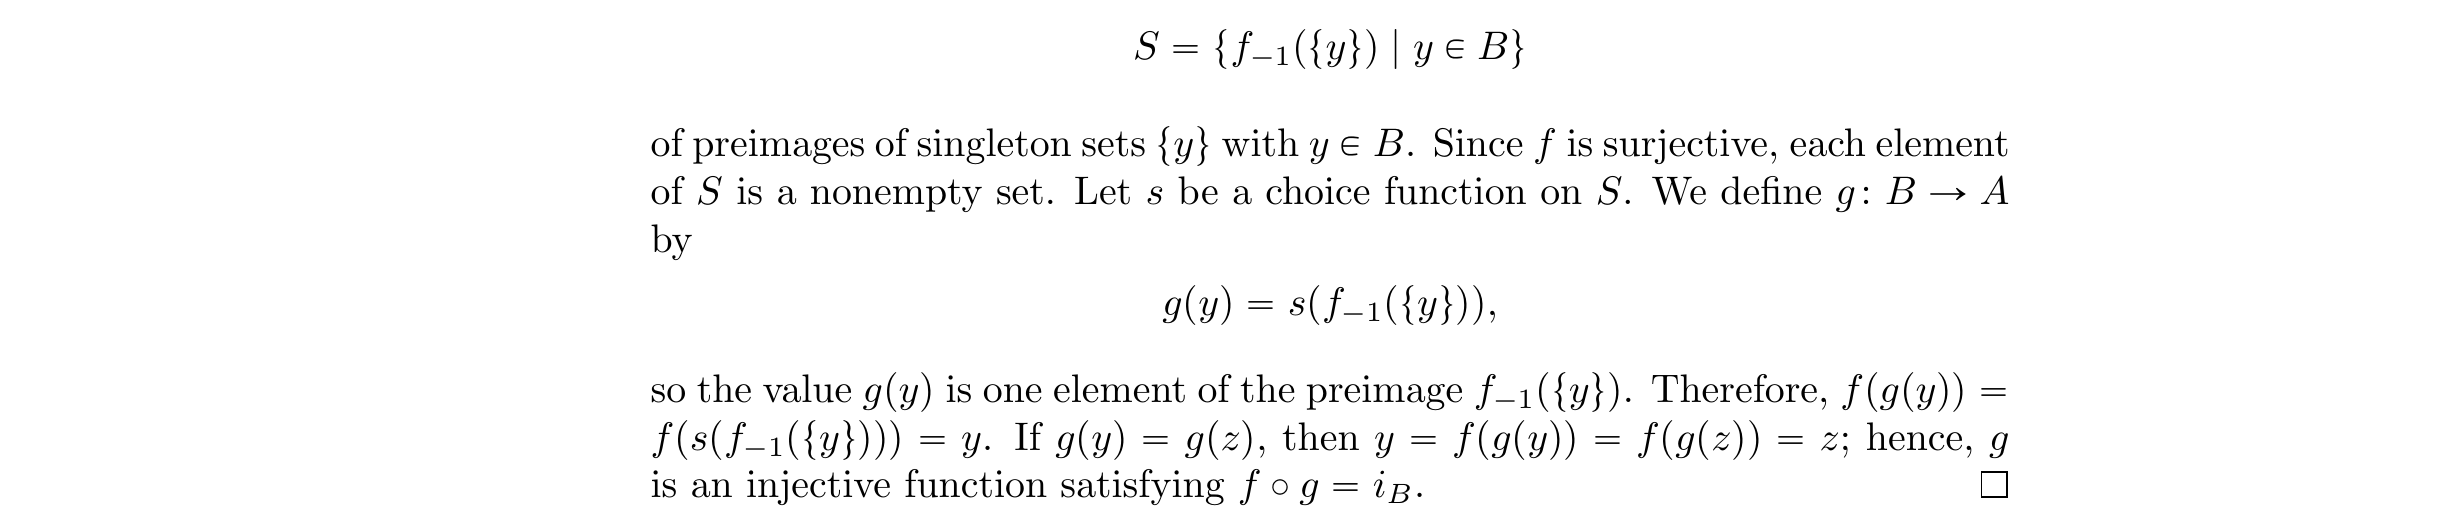 S = {f₋₁({y}) | y ∈ B}
of preimages of singleton sets {y} with y ∈ B. Since f is surjective, each element
of S is a nonempty set. Let s be a choice function on S. We define g: B → A
by
g(y) = s(f₋₁({y})),
so the value g(y) is one element of the preimage f₋₁({y}). Therefore, f(g(y)) =
f(s(f₋₁({y}))) = y. If g(y) = g(z), then y = f(g(y)) = f(g(z)) = z; hence, g
is an injective function satisfying f ∘ g = i_B. □